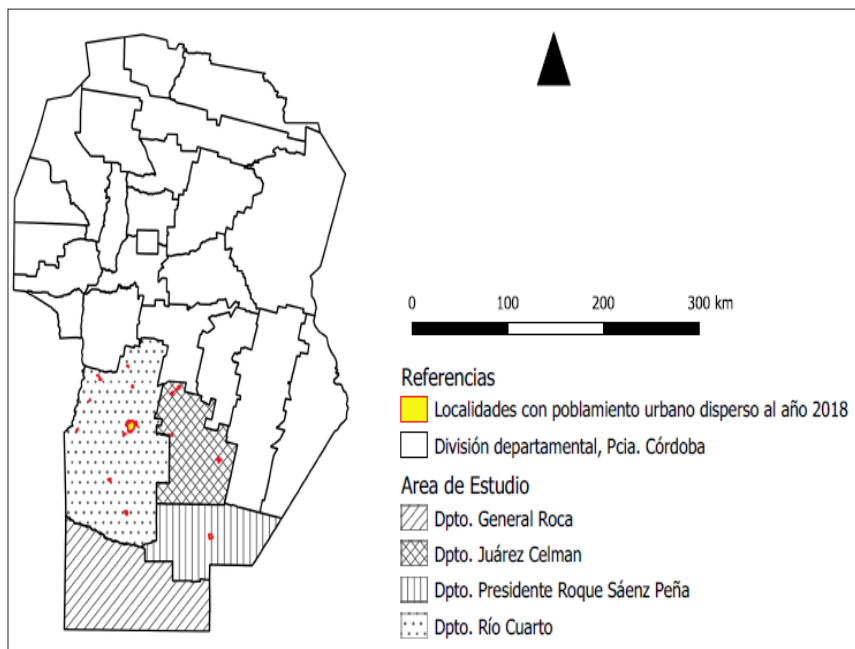 0 100 200 300 km
Referencias
Localidades con poblamiento urbano disperso al año 2018
División departamental, Pcia. Córdoba
Area de Estudio
Dpto. General Roca
Dpto. Juárez Celman
Dpto. Presidente Roque Sáenz Peña
Dpto. Río Cuarto